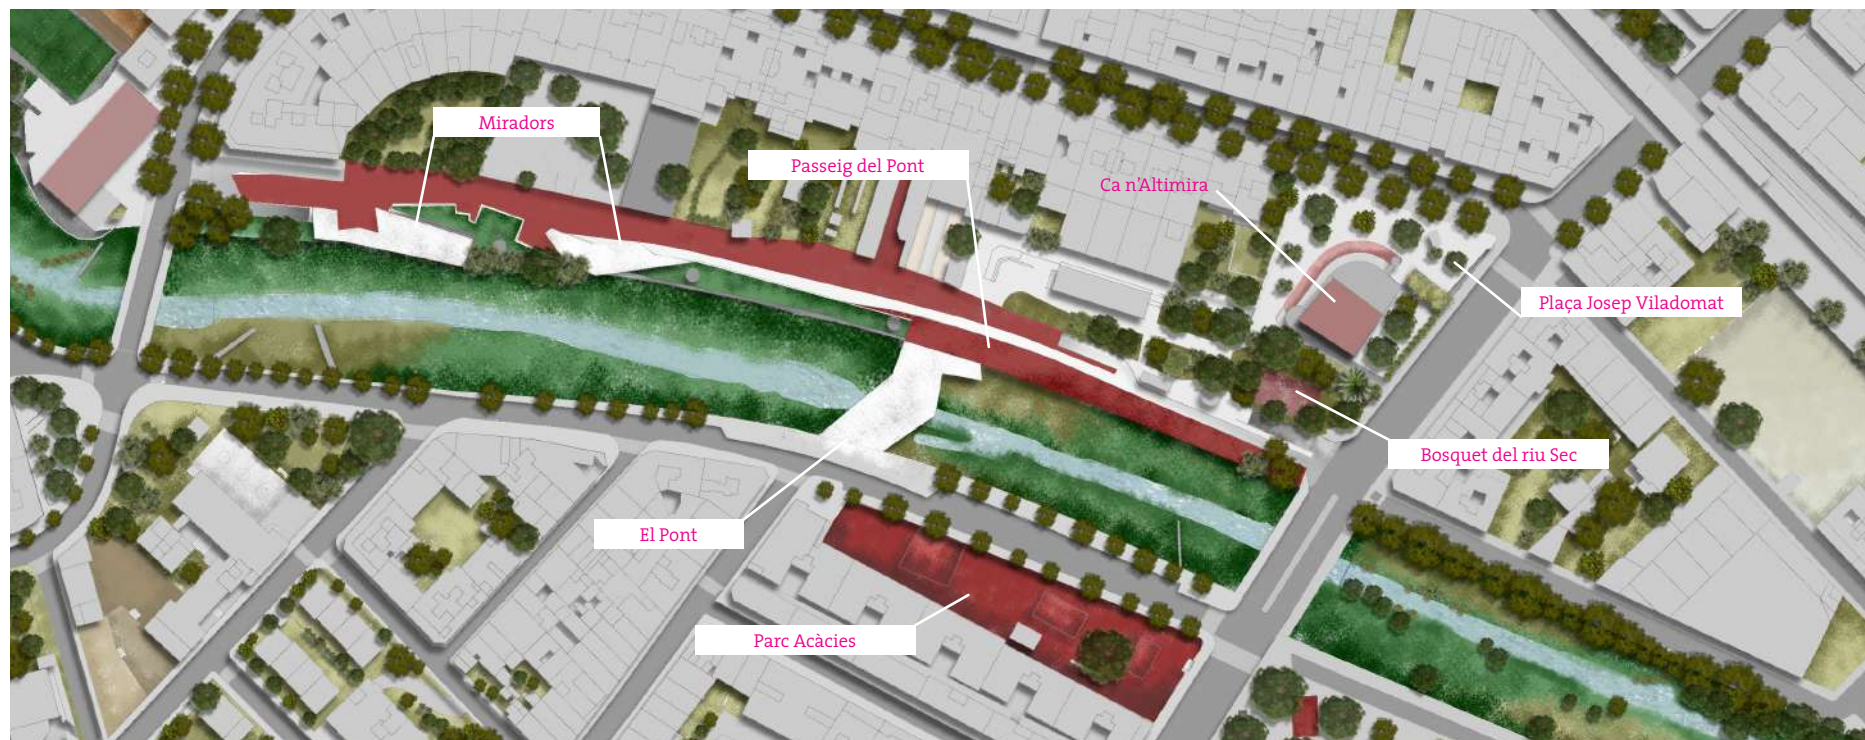 Miradors
Passeig del Pont
Ca n'Altimira
Plaça Josep Viladomat
Bosquet del riu Sec
El Pont
Parc Acàcies